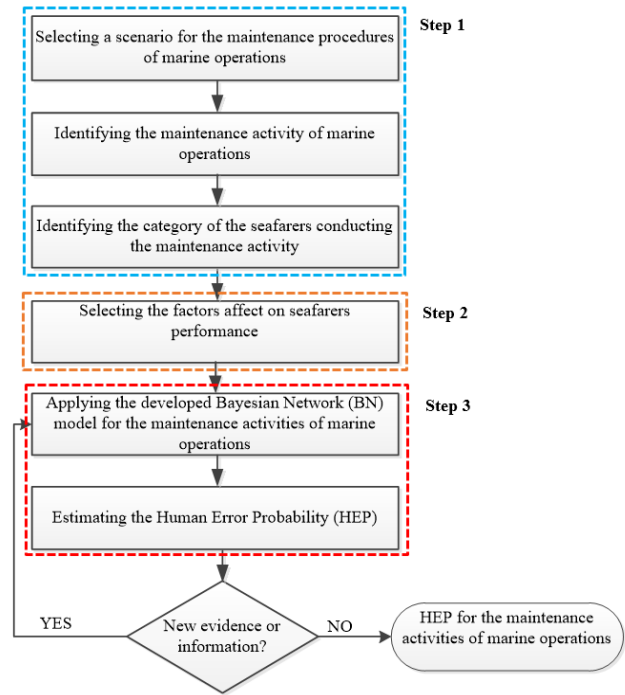 Step 1
Selecting a scenario for the maintenance procedures
of marine operations
Identifying the maintenance activity of marine
operations
Identifying the category of the seafarers conducting
the maintenance activity
Step 2
Selecting the factors affect on seafarers
performance
Step 3
Applying the developed Bayesian Network (BN)
model for the maintenance activities of marine
operations
Estimating the Human Error Probability (HEP)
YES
New evidence or
information?
NO
HEP for the maintenance
activities of marine operations